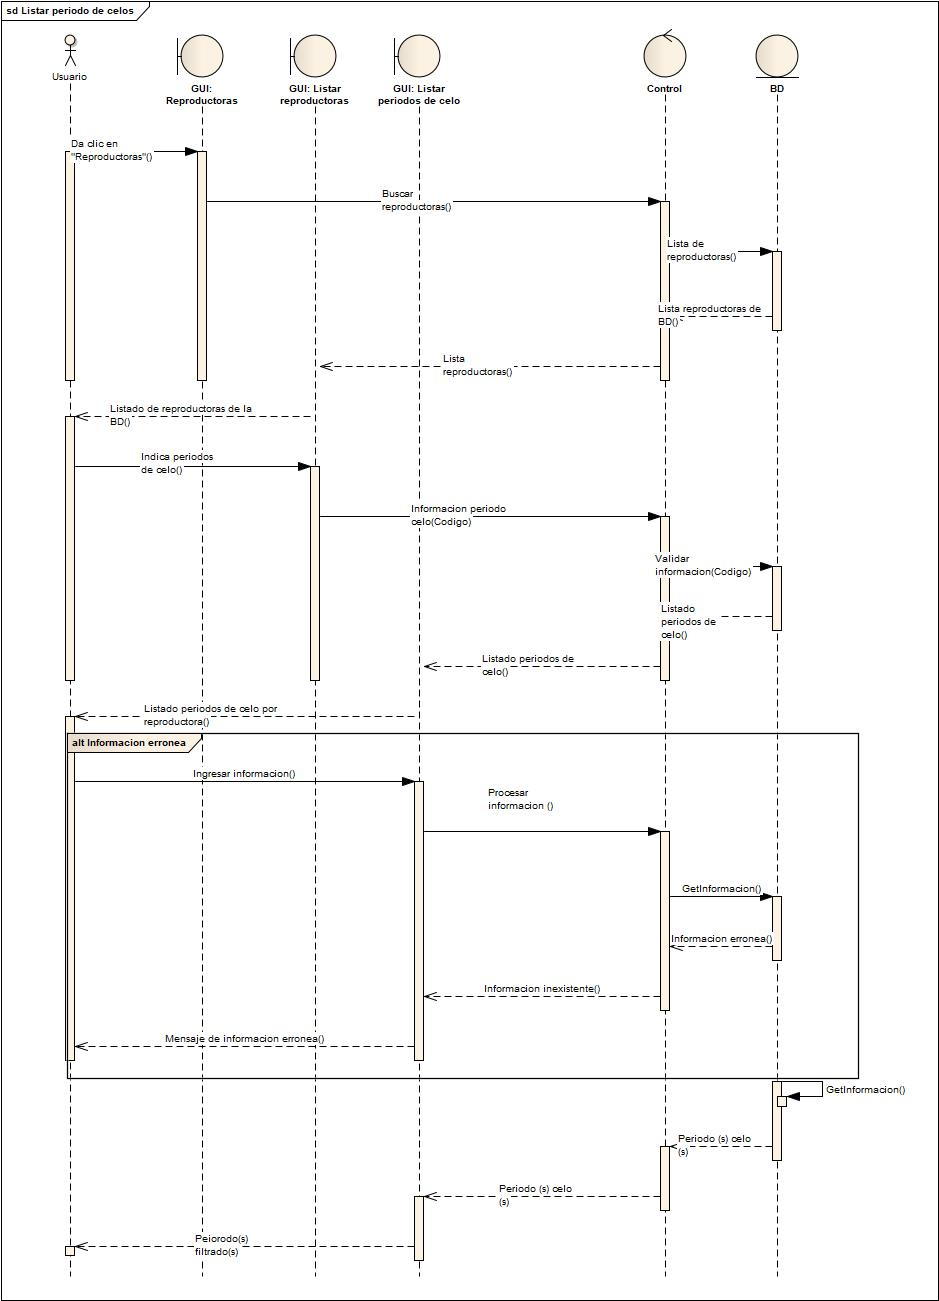 sd Listar periodo de celos
Usuario
GUI:
Reproductoras
GUI: Listar
reproductoras
GUI: Listar
periodos de celo
Control
BD
Da clic en
"Reproductoras"()
Buscar
reproductoras()
Lista de
reproductoras()
Lista reproductoras de
BD()
Lista
reproductoras()
Listado de reproductoras de la
BD()
Indica periodos
de celo()
Informacion periodo
celo(Codigo)
Validar
informacion(Codigo)
Listado
periodos de
celo()
Listado periodos de
celo()
Listado periodos de celo por
reproductora()
alt Informacion erronea
Ingresar informacion()
Procesar
informacion ()
GetInformacion()
Informacion erronea()
Informacion inexistente()
Mensaje de informacion erronea()
GetInformacion()
Periodo (s) celo
(s)
Periodo (s) celo
(s)
Peiorodo(s)
filtrado(s)